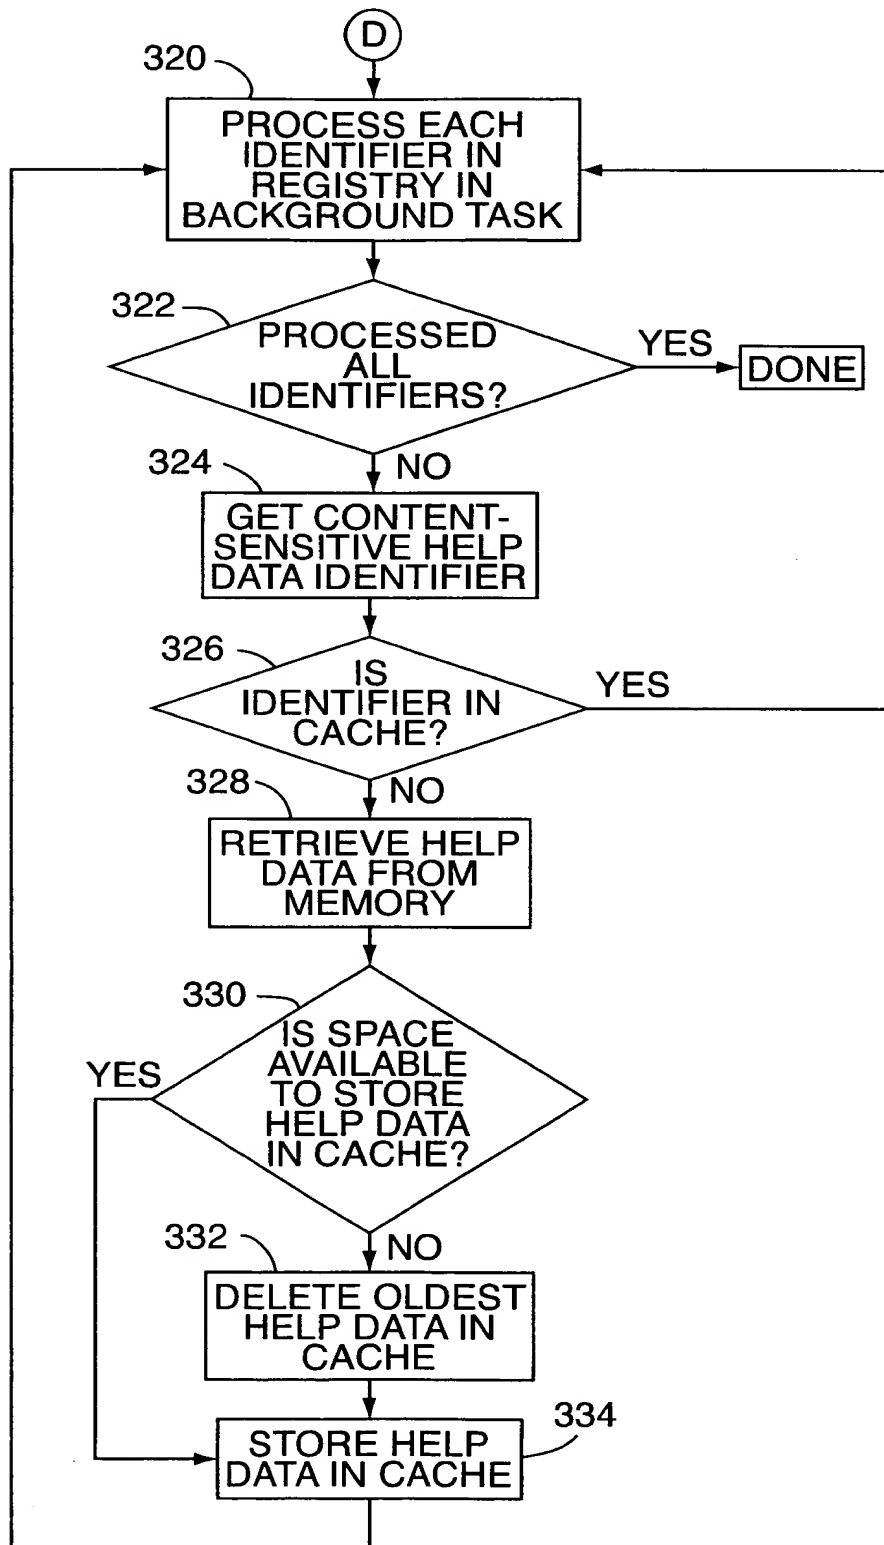 D
320
PROCESS EACH
IDENTIFIER IN
REGISTRY IN
BACKGROUND TASK
322
PROCESSED
ALL
IDENTIFIERS?
YES
DONE
NO
324
GET CONTENT-
SENSITIVE HELP
DATA IDENTIFIER
326
IS
IDENTIFIER IN
CACHE?
YES
NO
328
RETRIEVE HELP
DATA FROM
MEMORY
330
IS SPACE
AVAILABLE
TO STORE
HELP DATA
IN CACHE?
YES
NO
332
DELETE OLDEST
HELP DATA IN
CACHE
334
STORE HELP
DATA IN CACHE